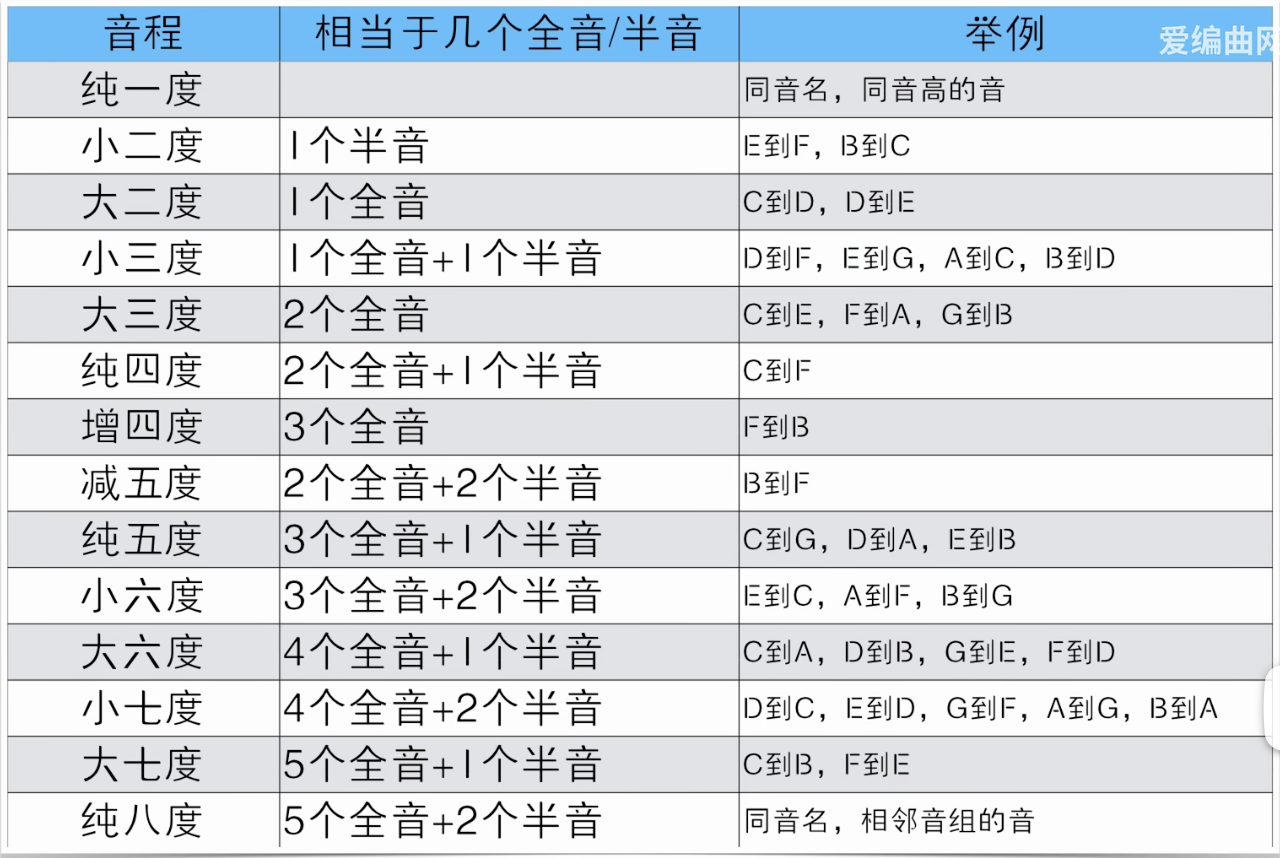 音程 相当于几个全音/半音 举例
爱编曲网
纯一度 同音名，同音高的音
小二度 1个半音 E到F，B到C
大二度 1个全音 C到D，D到E
小三度 1个全音+1个半音 D到F，E到G，A到C，B到D
大三度 2个全音 C到E，F到A，G到B
纯四度 2个全音+1个半音 C到F
增四度 3个全音 F到B
减五度 2个全音+2个半音 B到F
纯五度 3个全音+1个半音 C到G，D到A，E到B
小六度 3个全音+2个半音 E到C，A到F，B到G
大六度 4个全音+1个半音 C到A，D到B，G到E，F到D
小七度 4个全音+2个半音 D到C，E到D，G到F，A到G，B到A
大七度 5个全音+1个半音 C到B，F到E
纯八度 5个全音+2个半音 同音名，相邻音组的音